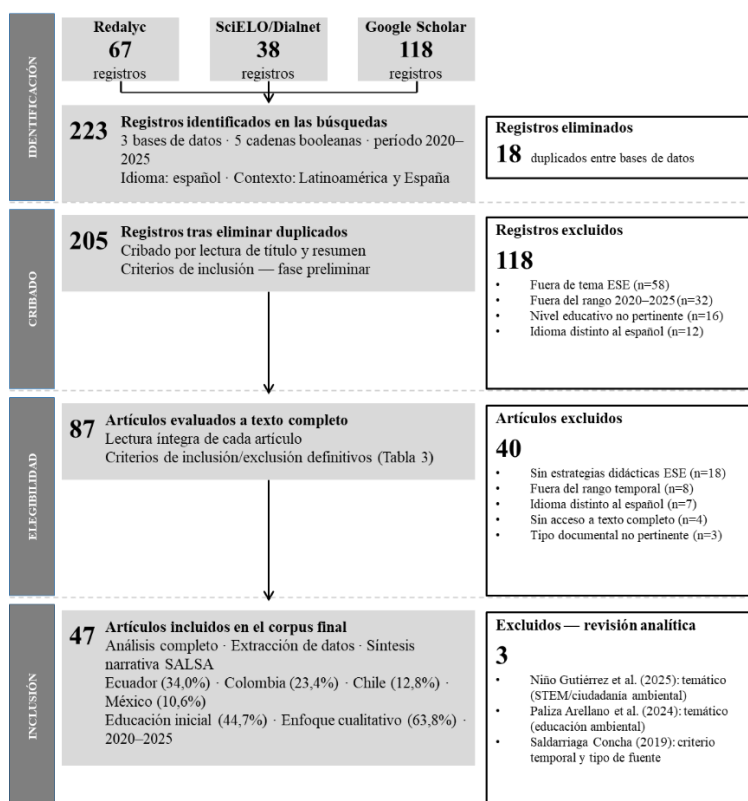 Redalyc
67
registros
SciELO/Dialnet
38
registros
Google Scholar
118
registros
IDENTIFICACIÓN
223 Registros identificados en las búsquedas
3 bases de datos · 5 cadenas booleanas · período 2020–
2025
Idioma: español · Contexto: Latinoamérica y España
Registros eliminados
18 duplicados entre bases de datos
CRIBADO
205 Registros tras eliminar duplicados
Cribado por lectura de título y resumen
Criterios de inclusión — fase preliminar
Registros excluidos
118
• Fuera de tema ESE (n=58)
• Fuera del rango 2020–2025 (n=32)
• Nivel educativo no pertinente (n=16)
• Idioma distinto al español (n=12)
ELEGIBILIDAD
87 Artículos evaluados a texto completo
Lectura íntegra de cada artículo
Criterios de inclusión/exclusión definitivos (Tabla 3)
Artículos excluidos
40
• Sin estrategias didácticas ESE (n=18)
• Fuera del rango temporal (n=8)
• Idioma distinto al español (n=7)
• Sin acceso a texto completo (n=4)
• Tipo documental no pertinente (n=3)
INCLUSIÓN
47 Artículos incluidos en el corpus final
Análisis completo · Extracción de datos · Síntesis
narrativa SALSA
Ecuador (34,0%) · Colombia (23,4%) · Chile (12,8%) ·
México (10,6%)
Educación inicial (44,7%) · Enfoque cualitativo (63,8%) ·
2020–2025
Excluidos — revisión analítica
3
• Niño Gutiérrez et al. (2025): temático
(STEM/ciudadanía ambiental)
• Paliza Arellano et al. (2024): temático
(educación ambiental)
• Saldarriaga Concha (2019): criterio
temporal y tipo de fuente